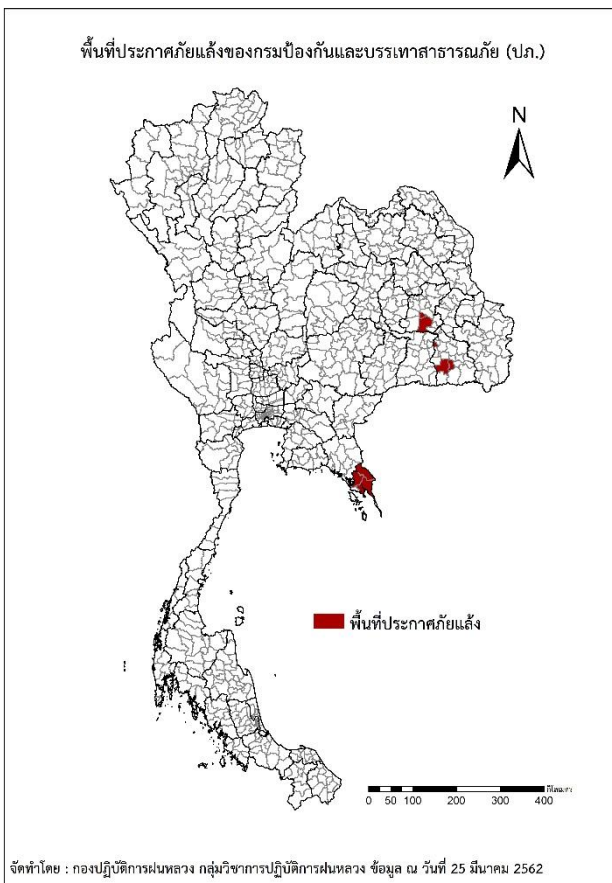 พื้นที่ประกาศภัยแล้งของกรมป้องกันและบรรเทาสาธารณภัย (ปภ.)
N
พื้นที่ประกาศภัยแล้ง
0 50 100 200 300 400
จัดทำโดย : กองปฏิบัติการฝนหลวง กลุ่มวิชาการปฏิบัติการฝนหลวง ข้อมูล ณ วันที่ 25 มีนาคม 2562